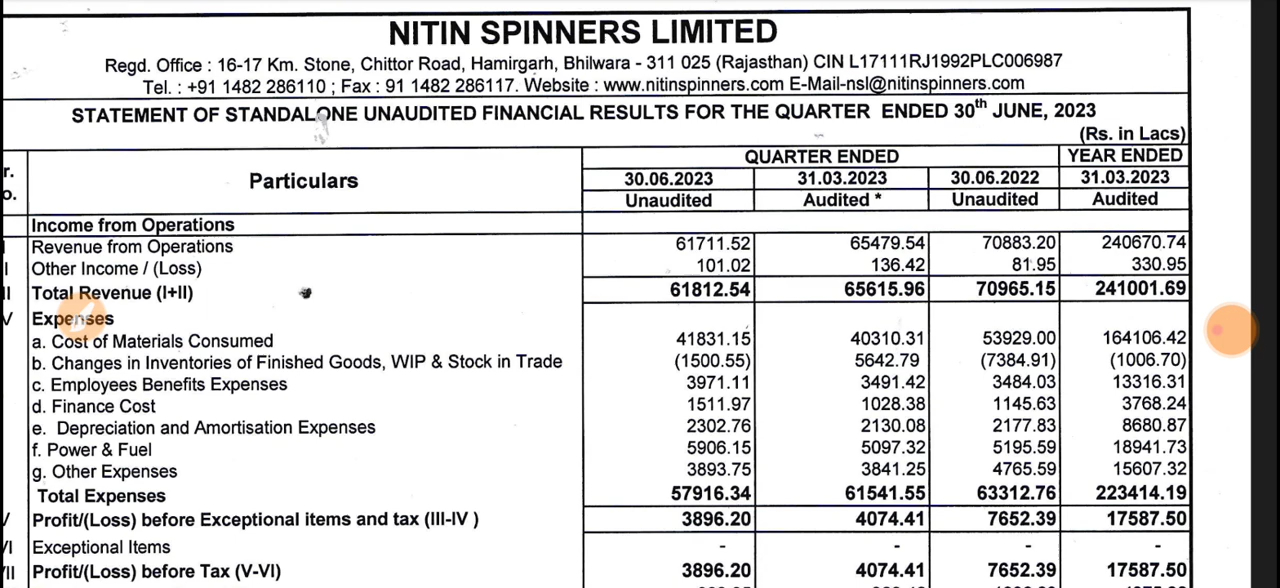 NITIN SPINNERS LIMITED
Regd. Office : 16-17 Km. Stone, Chittor Road, Hamirgarh, Bhilwara - 311 025 (Rajasthan) CIN L17111RJ1992PLC006987
Tel. : +91 1482 286110 ; Fax : 91 1482 286117. Website : www.nitinspinners.com E-Mail-nsl@nitinspinners.com
STATEMENT OF STANDALONE UNAUDITED FINANCIAL RESULTS FOR THE QUARTER ENDED 30th JUNE, 2023
(Rs. in Lacs)
r. o. Particulars QUARTER ENDED YEAR ENDED
30.06.2023 31.03.2023 30.06.2022 31.03.2023
Unaudited Audited * Unaudited Audited
Income from Operations
I Revenue from Operations 61711.52 65479.54 70883.20 240670.74
I Other Income / (Loss) 101.02 136.42 81.95 330.95
II Total Revenue (I+II) 61812.54 65615.96 70965.15 241001.69
V Expenses
a. Cost of Materials Consumed 41831.15 40310.31 53929.00 164106.42
b. Changes in Inventories of Finished Goods, WIP & Stock in Trade (1500.55) 5642.79 (7384.91) (1006.70)
c. Employees Benefits Expenses 3971.11 3491.42 3484.03 13316.31
d. Finance Cost 1511.97 1028.38 1145.63 3768.24
e. Depreciation and Amortisation Expenses 2302.76 2130.08 2177.83 8680.87
f. Power & Fuel 5906.15 5097.32 5195.59 18941.73
g. Other Expenses 3893.75 3841.25 4765.59 15607.32
Total Expenses 57916.34 61541.55 63312.76 223414.19
V Profit/(Loss) before Exceptional items and tax (III-IV ) 3896.20 4074.41 7652.39 17587.50
VI Exceptional Items - - - -
VII Profit/(Loss) before Tax (V-VI) 3896.20 4074.41 7652.39 17587.50